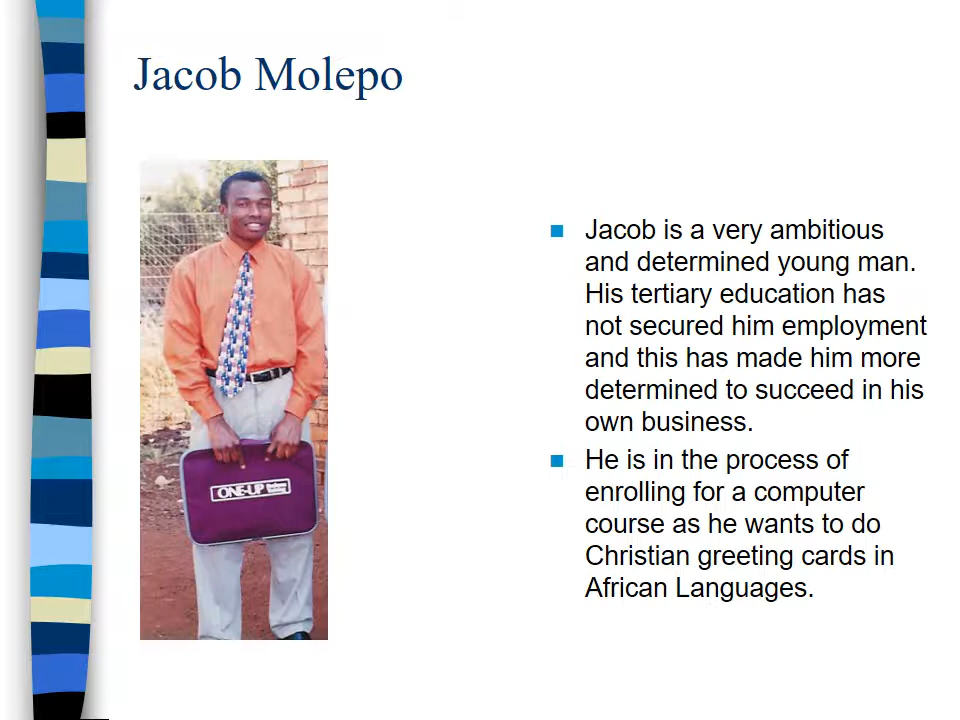 Jacob Molepo
Jacob is a very ambitious
and determined young man.
His tertiary education has
not secured him employment
and this has made him more
determined to succeed in his
own business.
He is in the process of
enrolling for a computer
course as he wants to do
Christian greeting cards in
African Languages.
ONE-UP